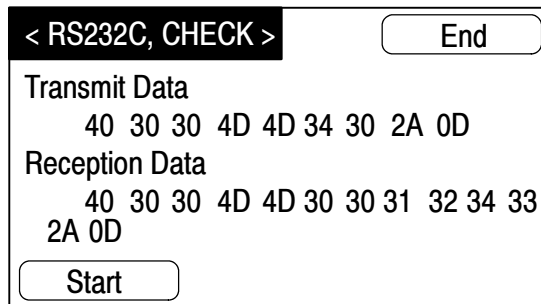 < RS232C, CHECK > End
Transmit Data
40 30 30 4D 4D 34 30 2A 0D
Reception Data
40 30 30 4D 4D 30 30 31 32 34 33
2A 0D
Start